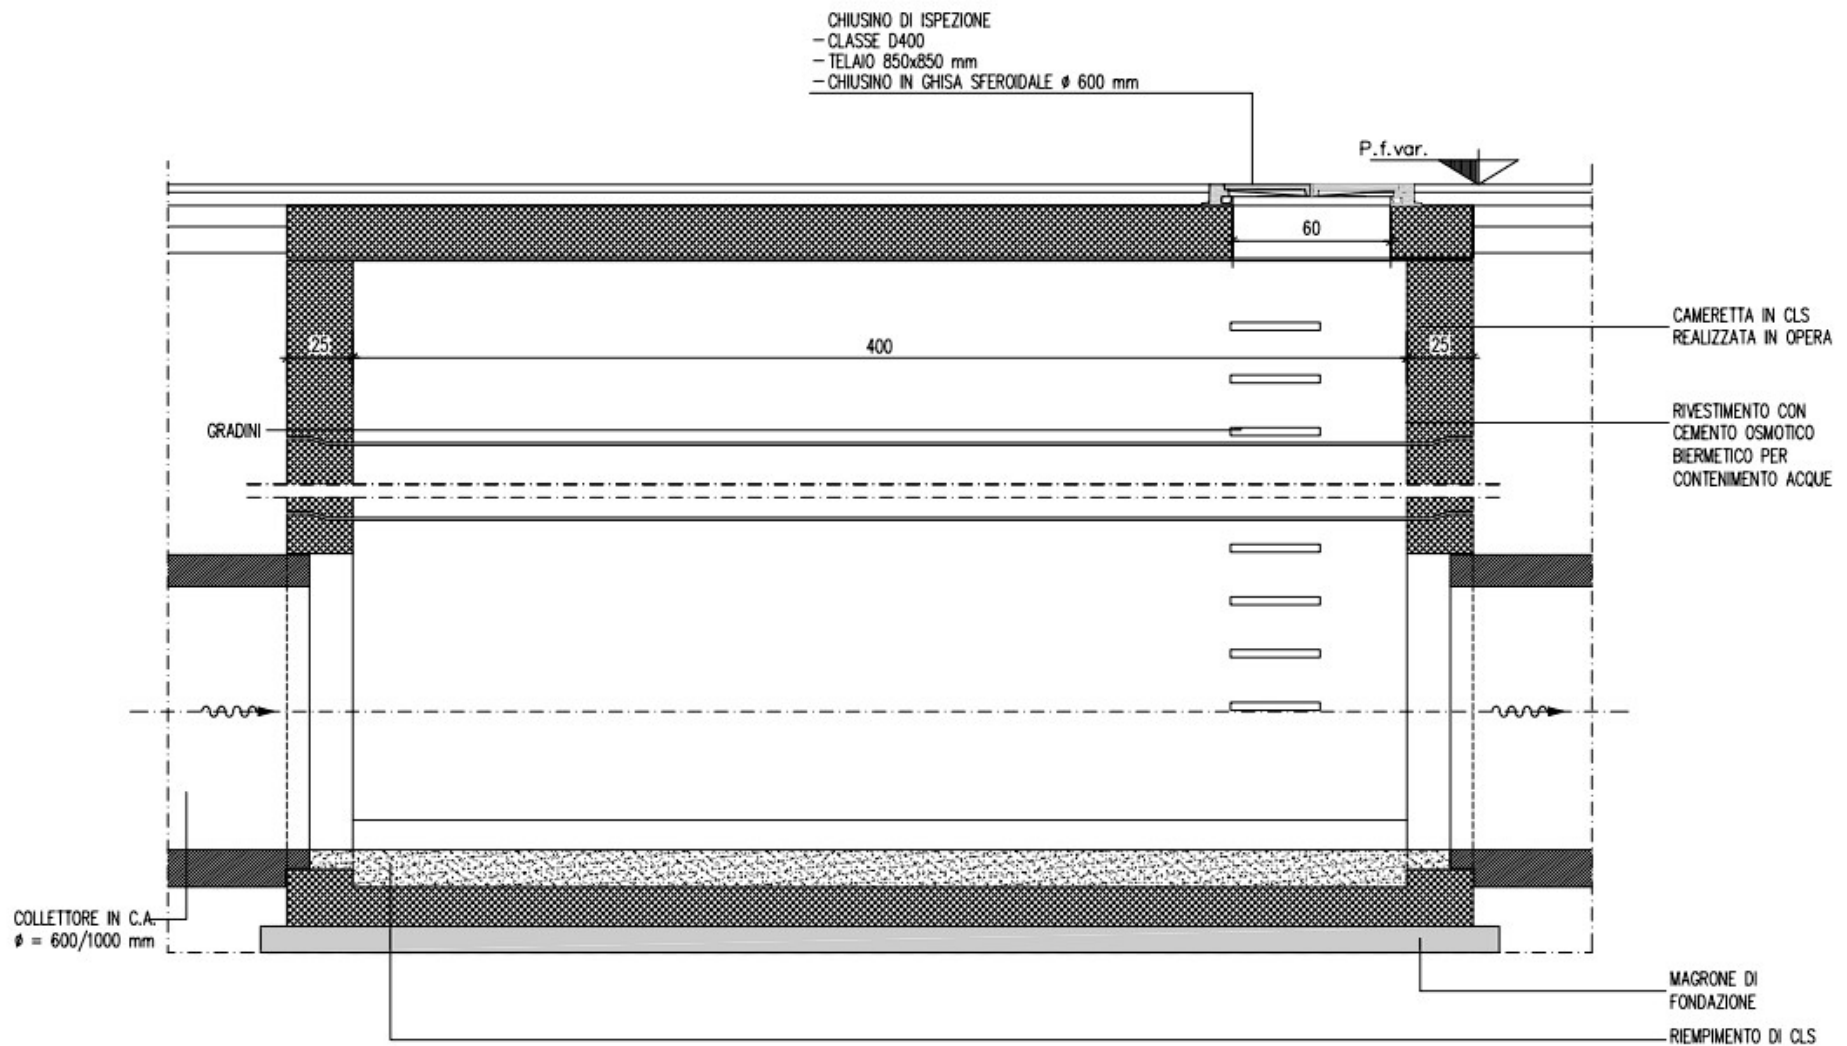 CHIUSINO DI ISPEZIONE
– CLASSE D400
– TELAIO 850x850 mm
– CHIUSINO IN GHISA SFEROIDALE ø 600 mm
P.f.var.
60
CAMERETTA IN CLS
REALIZZATA IN OPERA
25
400
25
GRADINI
RIVESTIMENTO CON
CEMENTO OSMOTICO
BIERMETICO PER
CONTENIMENTO ACQUE
COLLETTORE IN C.A.
ø = 600/1000 mm
MAGRONE DI
FONDAZIONE
RIEMPIMENTO DI CLS